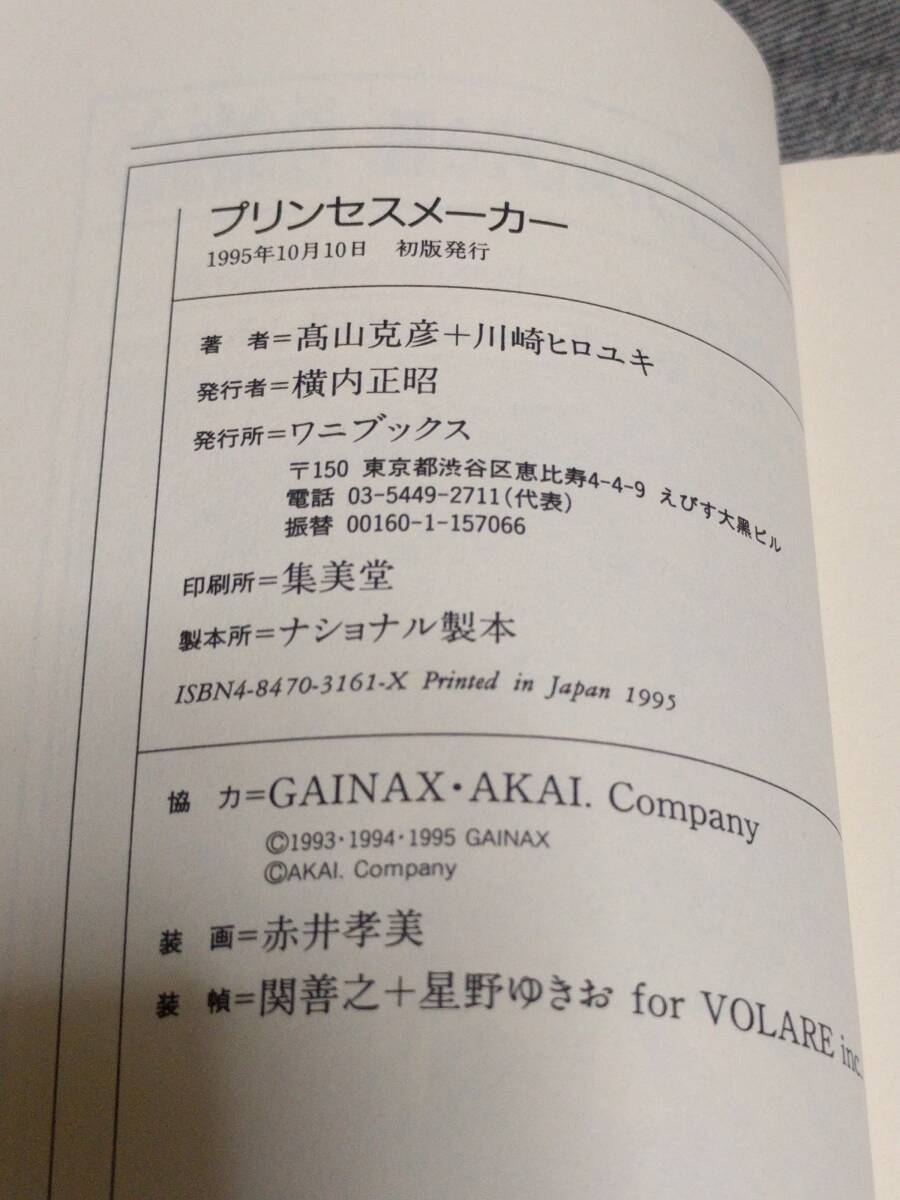 プリンセスメーカー
1995年10月10日 初版発行
著 者=髙山克彦+川崎ヒロユキ
発行者=横内正昭
発行所=ワニブックス
〒150 東京都渋谷区恵比寿4-4-9 えびす大黑ビル
電話 03-5449-2711(代表)
振替 00160-1-157066
印刷所=集美堂
製本所=ナショナル製本
ISBN4-8470-3161-X Printed in Japan 1995
協 力=GAINAX・AKAI. Company
©1993・1994・1995 GAINAX
©AKAI. Company
装 画=赤井孝美
装 幀=関善之+星野ゆきお for VOLARE inc.